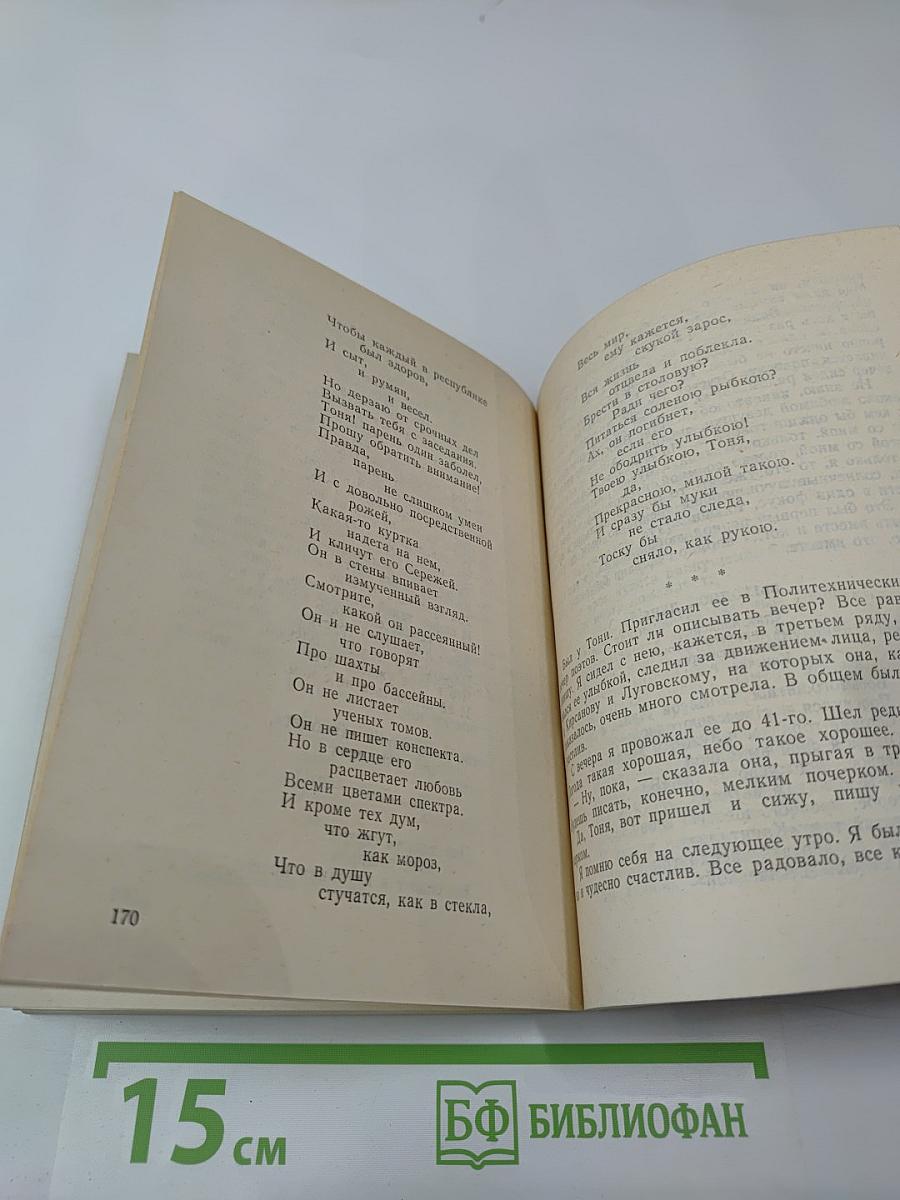 Чтобы каждый в республике
был здоров,
И сыт,
и румян,
и весел.
Но дерзаю от срочных дел
Вызвать тебя с заседания.
Тоня! парень один заболел,
Прошу обратить внимание!
Правда,
парень
не слишком умен
И с довольно посредственной
рожей,
Какая-то куртка
надета на нем,
И кличут его Сережей.
Он в стены впивает
измученный взгляд.
Смотрите,
какой он рассеянный!
Он и не слушает,
что говорят
Про шахты
и про бассейны.
Он не листает
ученых томов.
Он не пишет конспекта.
Но в сердце его
расцветает любовь
Всеми цветами спектра.
И кроме тех дум,
что жгут,
как мороз,
Что в душу
стучатся, как в стекла,
170
Весь мир,
ему кажется,
скукой зарос,
Вся жизнь
отцвела и поблекла.
Брести в столовую?
Ради чего?
Питаться соленою рыбкою?
Ах, он погибнет,
если его
Не ободрить улыбкою!
Твоею улыбкою, Тоня,
да,
Прекрасною, милой такою.
И сразу бы муки
не стало следа,
Тоску бы
сняло, как рукою.
* * *
Был у Тони. Пригласил ее в Политехнически
поэтов. Стоит ли описывать вечер? Все рав
Я сидел с нею, кажется, в третьем ряду,
ее улыбкой, следил за движением лица, ре
Кирсанову и Луговскому, на которых она, ка
очень много смотрела. В общем был
С вечера я провожал ее до 41-го. Шел ред
такая хорошая, небо такое хорошее.
— Ну, пока, — сказала она, прыгая в тр
писать, конечно, мелким почерком.
Да, Тоня, вот пришел и сижу, пишу
Я помню себя на следующее утро. Я был
и чудесно счастлив. Все радовало, все к
15 см
БФ БИБЛИОФАН